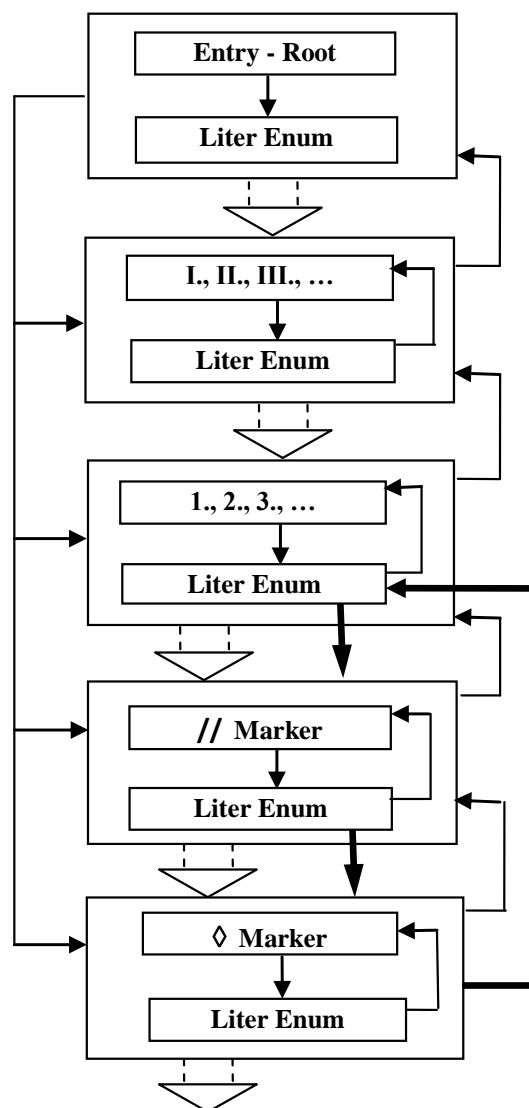 Entry - Root
Liter Enum
I., II., III., …
Liter Enum
1., 2., 3., …
Liter Enum
// Marker
Liter Enum
◊ Marker
Liter Enum